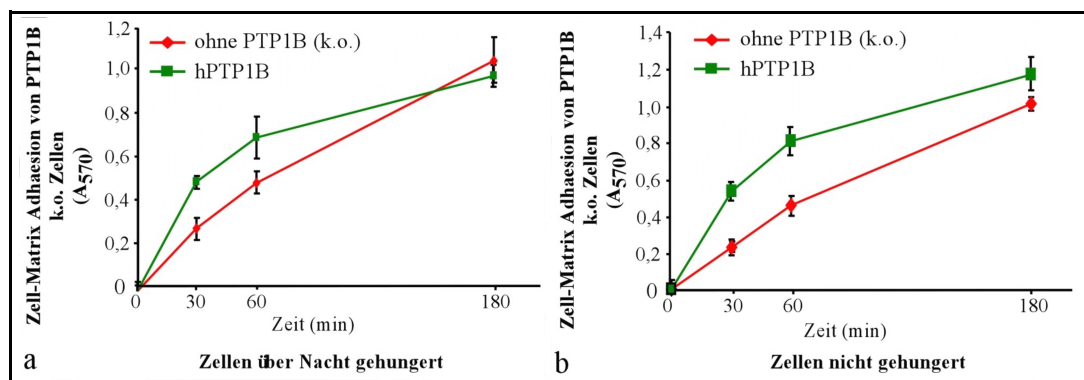 Zell-Matrix Adhaesion von PTP1B
k.o. Zellen
(A570)
1,2
1,0
0,8
0,6
0,4
0,2
0
ohne PTP1B (k.o.)
hPTP1B
0 30 60 180
Zeit (min)
a
Zellen über Nacht gehungert
Zell-Matrix Adhaesion von PTP1B
k.o. Zellen
(A570)
1,4
1,2
1,0
0,8
0,6
0,4
0,2
0
ohne PTP1B (k.o.)
hPTP1B
0 30 60 180
Zeit (min)
b
Zellen nicht gehungert